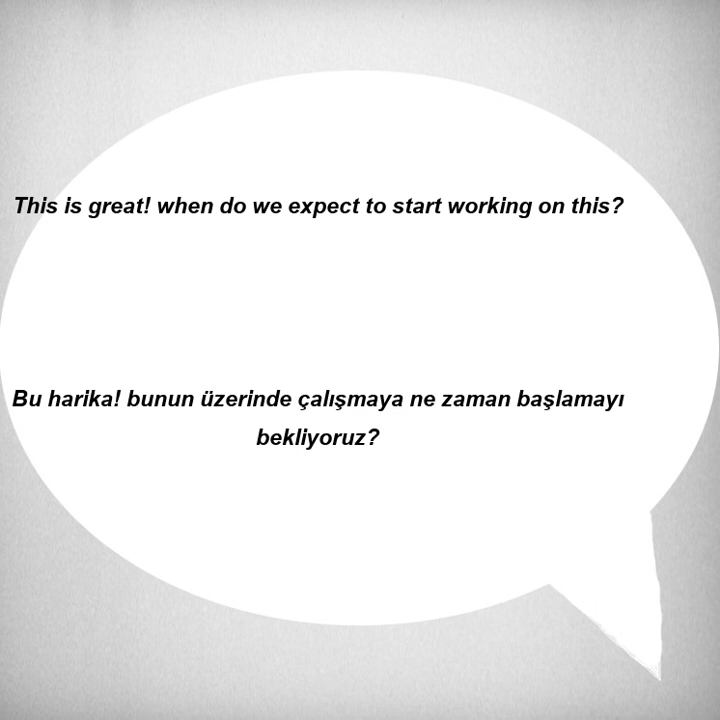 This is great! when do we expect to start working on this?
Bu harika! bunun üzerinde çalışmaya ne zaman başlamayı
bekliyoruz?